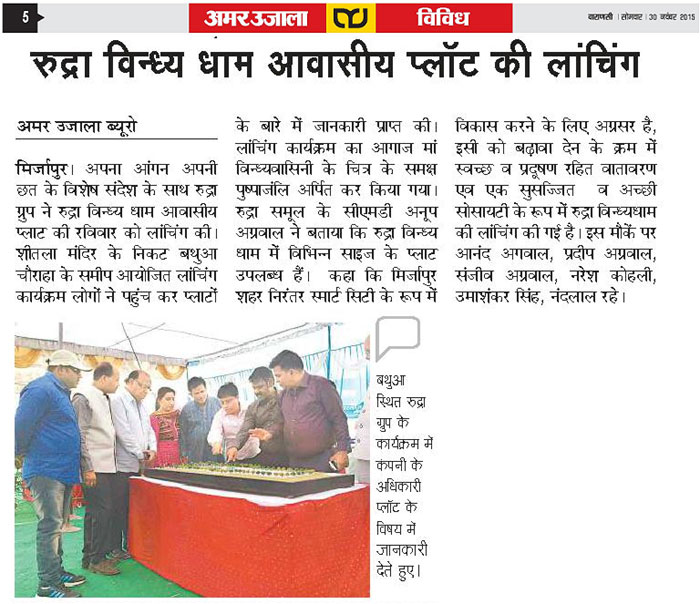 5
अमर उजाला
विविध
वाराणसी | सोमवार | 30 नवंबर 2015
रुद्रा विन्ध्य धाम आवासीय प्लॉट की लांचिंग
अमर उजाला ब्यूरो
मिर्जापुर। अपना आंगन अपनी
छत के विशेष संदेश के साथ रुद्रा
ग्रुप ने रुद्रा विन्ध्य धाम आवासीय
प्लाट की रविवार को लांचिंग की।
शीतला मंदिर के निकट बथुआ
चौराहा के समीप आयोजित लांचिंग
कार्यक्रम लोगों ने पहुंच कर प्लाटों
के बारे में जानकारी प्राप्त की।
लांचिंग कार्यक्रम का आगाज मां
विन्ध्यवासिनी के चित्र के समक्ष
पुष्पाजंलि अर्पित कर किया गया।
रुद्रा समूल के सीएमडी अनूप
अग्रवाल ने बताया कि रुद्रा विन्ध्य
धाम में विभिन्न साइज के प्लाट
उपलब्ध हैं। कहा कि मिर्जापुर
शहर निरंतर स्मार्ट सिटी के रूप में
विकास करने के लिए अग्रसर है,
इसी को बढ़ावा देन के क्रम में
स्वच्छ व प्रदूषण रहित वातावरण
एव एक सुसज्जित व अच्छी
सोसायटी के रूप में रुद्रा विन्ध्यधाम
की लांचिंग की गई है। इस मौकें पर
आनंद अगवाल, प्रदीप अग्रवाल,
संजीव अग्रवाल, नरेश कोहली,
उमाशंकर सिंह, नंदलाल रहे।
बथुआ
स्थित रुद्रा
ग्रुप के
कार्यक्रम में
कंपनी के
अधिकारी
प्लॉट के
विषय में
जानकारी
देते हुए।